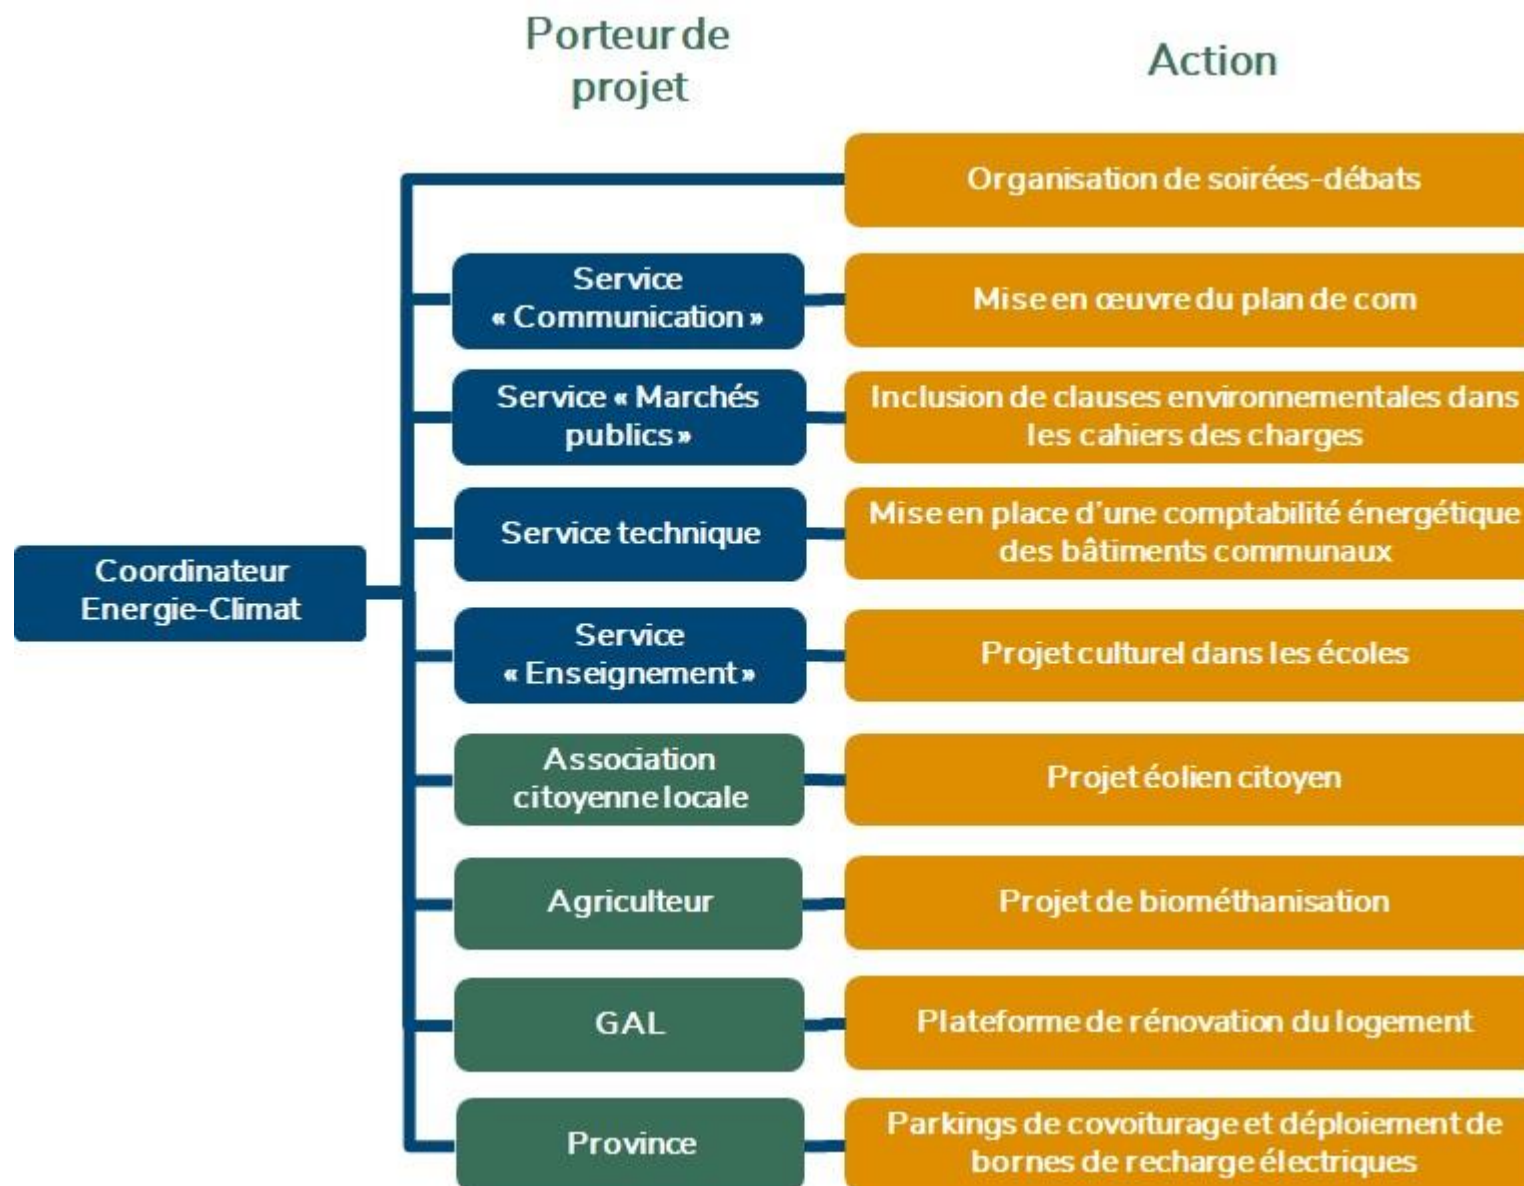 Porteur de
projet
Action
Organisation de soirées-débats
Service
« Communication »
Mise en œuvre du plan de com
Service « Marchés
publics »
Inclusion de clauses environnementales dans
les cahiers des charges
Service technique
Mise en place d'une comptabilité énergétique
des bâtiments communaux
Coordinateur
Energie-Climat
Service
« Enseignement »
Projet culturel dans les écoles
Association
citoyenne locale
Projet éolien citoyen
Agriculteur
Projet de biométhanisation
GAL
Plateforme de rénovation du logement
Province
Parkings de covoiturage et déploiement de
bornes de recharge électriques